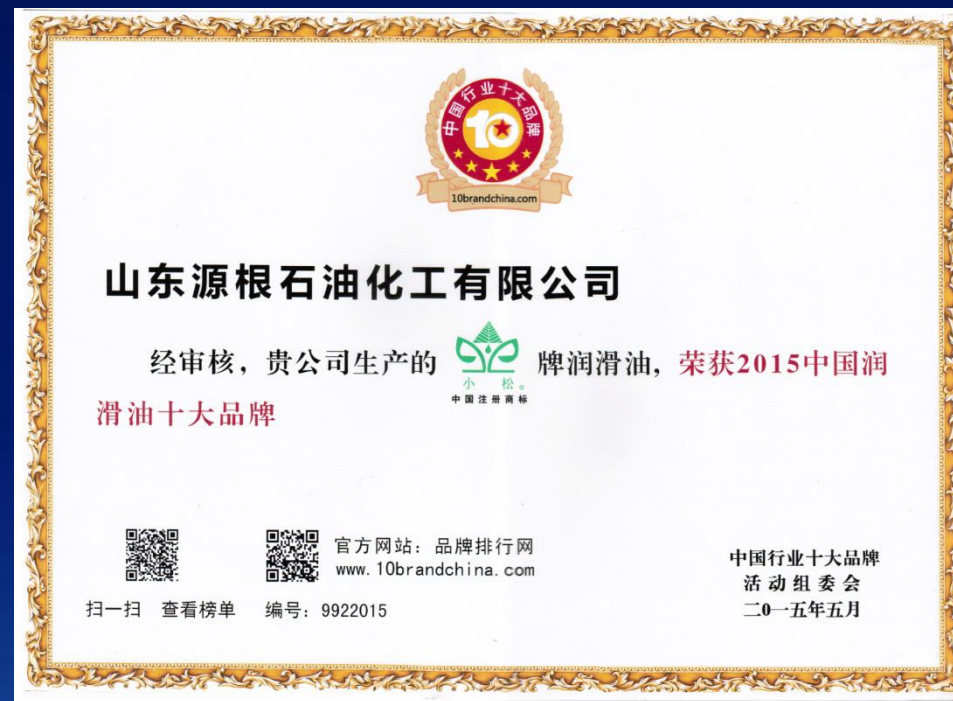 中国行业十大品牌
10
10brandchina.com
山东源根石油化工有限公司
经审核，贵公司生产的 小松® 牌润滑油，荣获2015中国润
中国注册商标
滑油十大品牌
官方网站：品牌排行网
www.10brandchina.com
扫一扫 查看榜单 编号：9922015
中国行业十大品牌
活动组委会
二0一五年五月